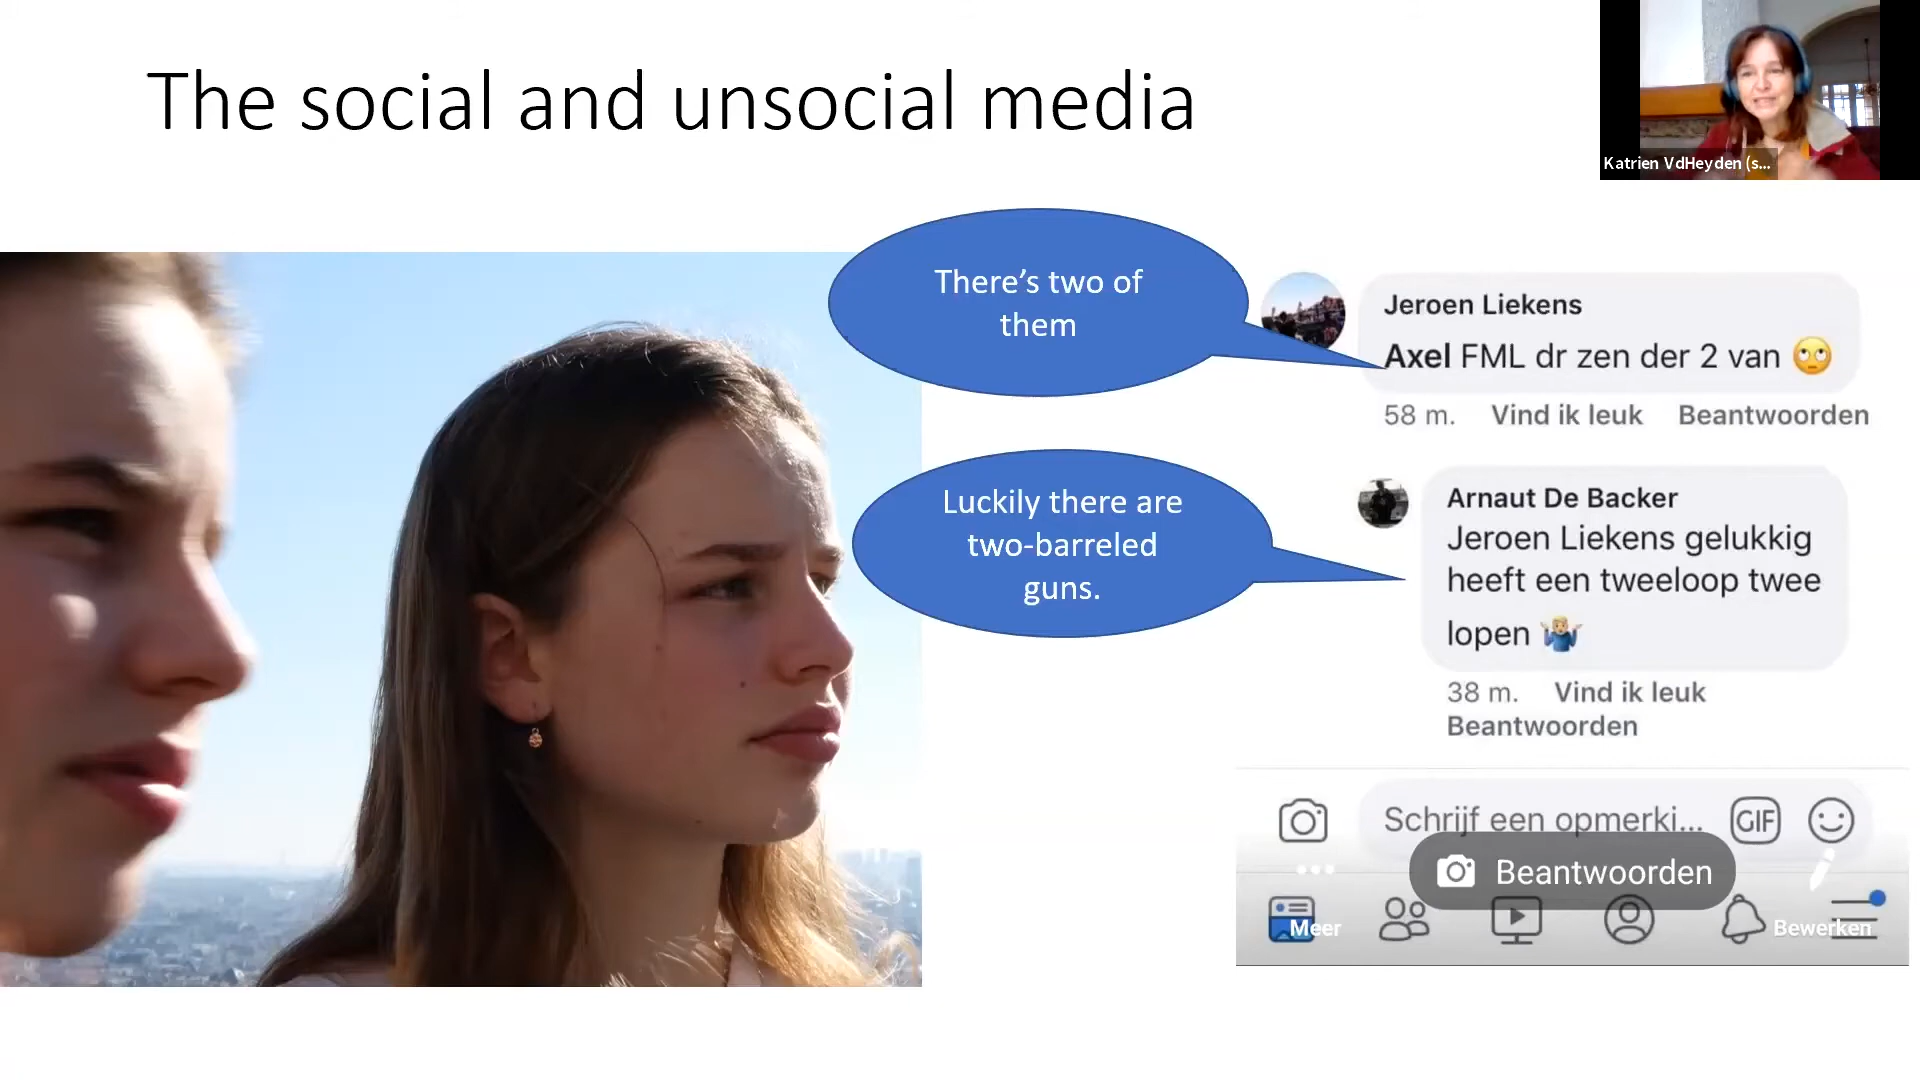 The social and unsocial media
Katrien VdHeyden (s...
There's two of
them
Jeroen Liekens
Axel FML dr zen der 2 van 🙄
58 m. Vind ik leuk Beantwoorden
Luckily there are
two-barreled
guns.
Arnaut De Backer
Jeroen Liekens gelukkig
heeft een tweeloop twee
lopen 🤷🏼‍♂️
38 m. Vind ik leuk
Beantwoorden
Schrijf een opmerki... GIF
Beantwoorden
Meer
Bewerken